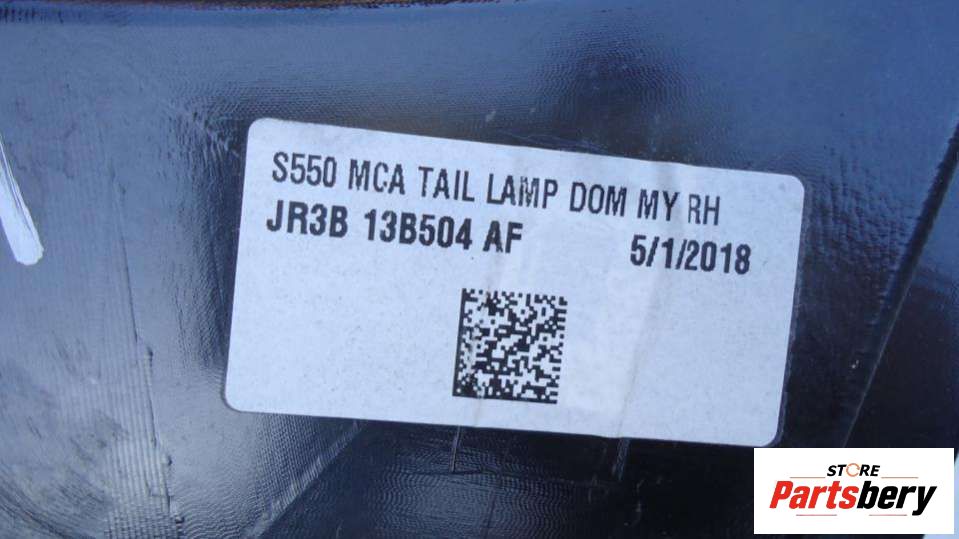 S550 MCA TAIL LAMP DOM MY RH
JR3B 13B504 AF 5/1/2018
STORE
Partsbery